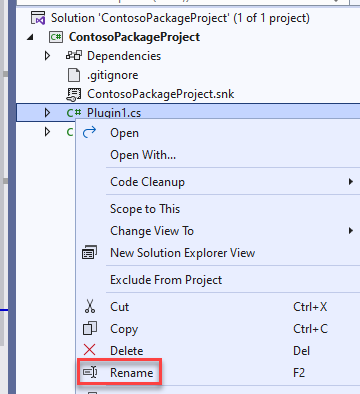 Solution 'ContosoPackageProject' (1 of 1 project)
C# ContosoPackageProject
Dependencies
.gitignore
ContosoPackageProject.snk
C# Plugin1.cs
Open
Open With...
Code Cleanup
Scope to This
Change View To
New Solution Explorer View
Exclude From Project
Cut Ctrl+X
Copy Ctrl+C
Delete Del
Rename F2